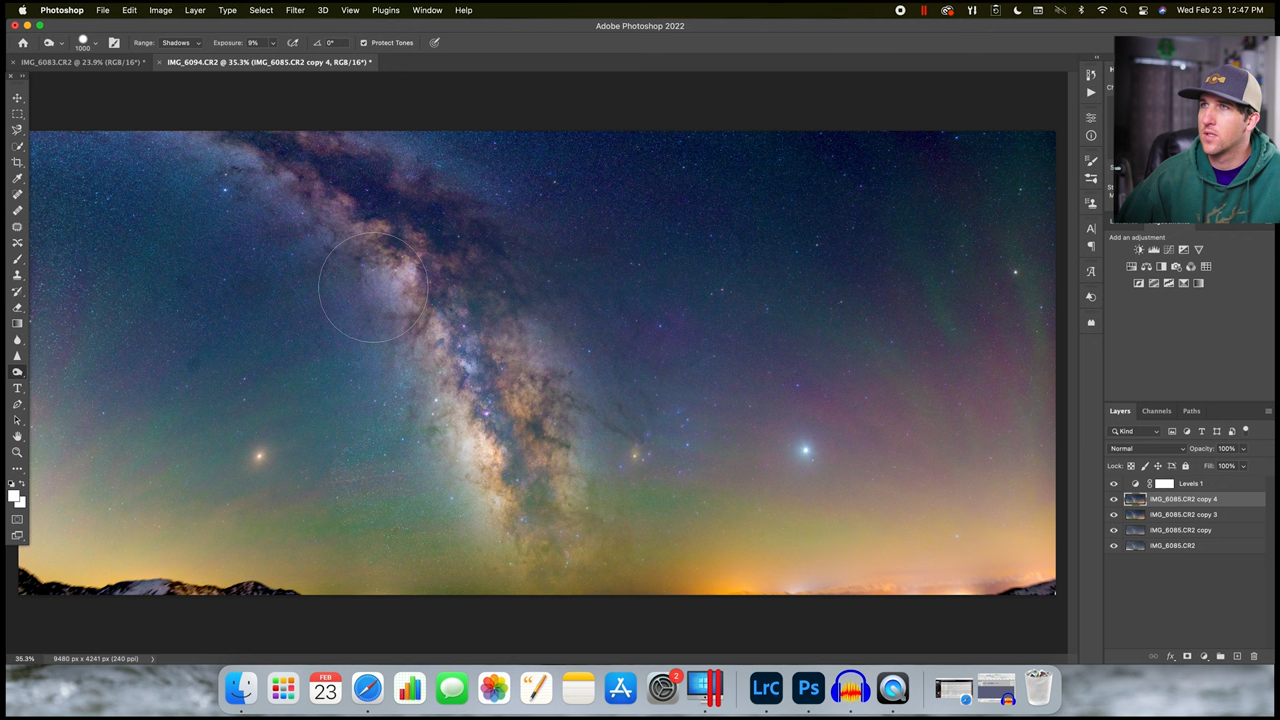 Photoshop File Edit Image Layer Type Select Filter 3D View Plugins Window Help Wed Feb 23 12:47 PM
Adobe Photoshop 2022
1000 Range: Shadows Exposure: 9% 0° Protect Tones
IMG_6083.CR2 @ 23.9% (RGB/16*) * IMG_6094.CR2 @ 35.3% (IMG_6085.CR2 copy 4, RGB/16*) *
Add an adjustment
Layers Channels Paths
Kind
Normal Opacity: 100%
Lock: Fill: 100%
Levels 1
IMG_6085.CR2 copy 4
IMG_6085.CR2 copy 3
IMG_6085.CR2 copy
IMG_6085.CR2
35.3% 9480 px x 4241 px (240 ppi)
FEB
23
2
LrC
Ps